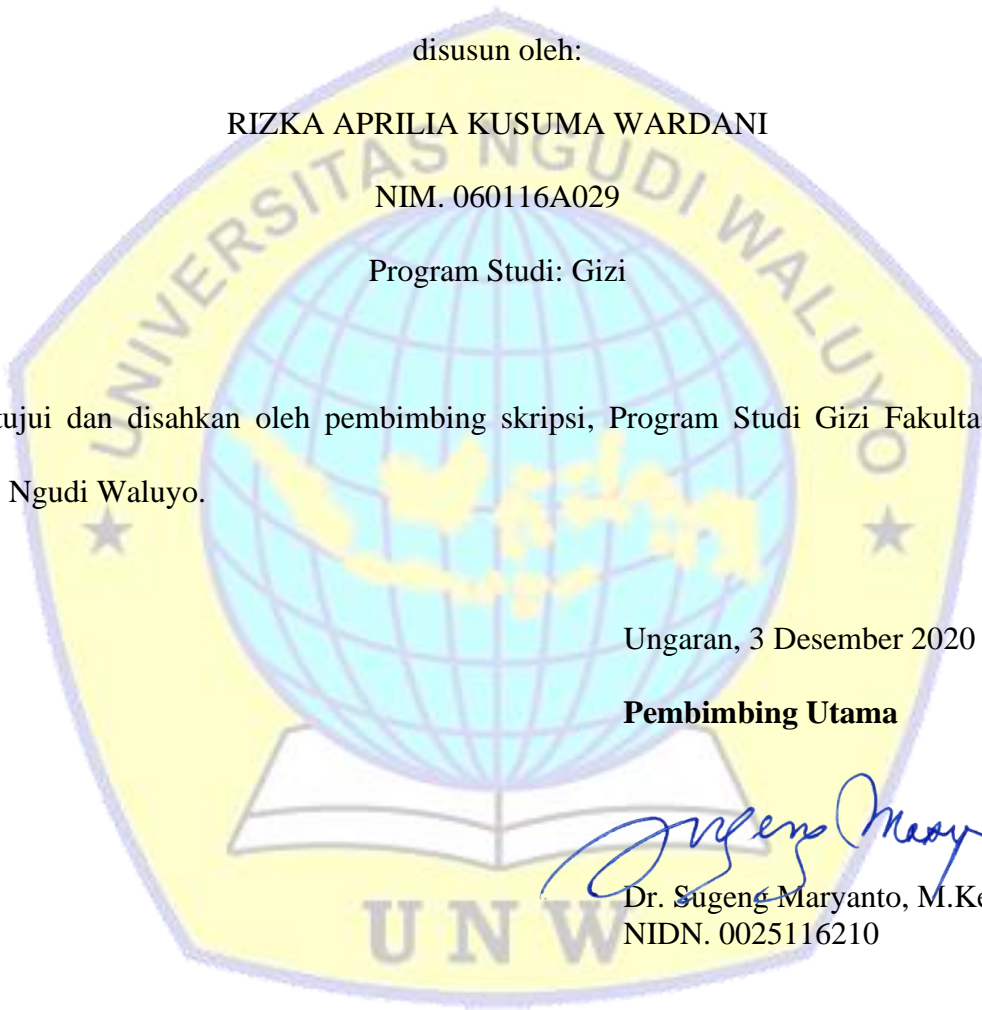 disusun oleh:
RIZKA APRILIA KUSUMA WARDANI
NIM. 060116A029
Program Studi: Gizi
UNIVERSITAS NGUDI WALUYO
tujui dan disahkan oleh pembimbing skripsi, Program Studi Gizi Fakulta
Ngudi Waluyo.
Ungaran, 3 Desember 2020
Pembimbing Utama
Sugeng Mary
Dr. Sugeng Maryanto, M.Ke
NIDN. 0025116210
UNW